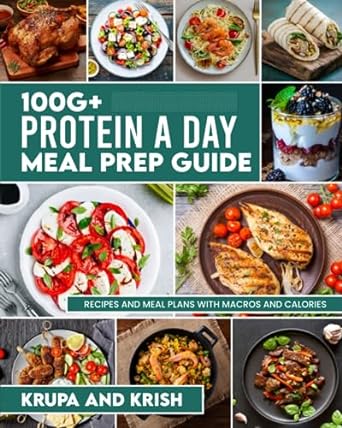 100G+
PROTEIN A DAY
MEAL PREP GUIDE
RECIPES AND MEAL PLANS WITH MACROS AND CALORIES
KRUPA AND KRISH